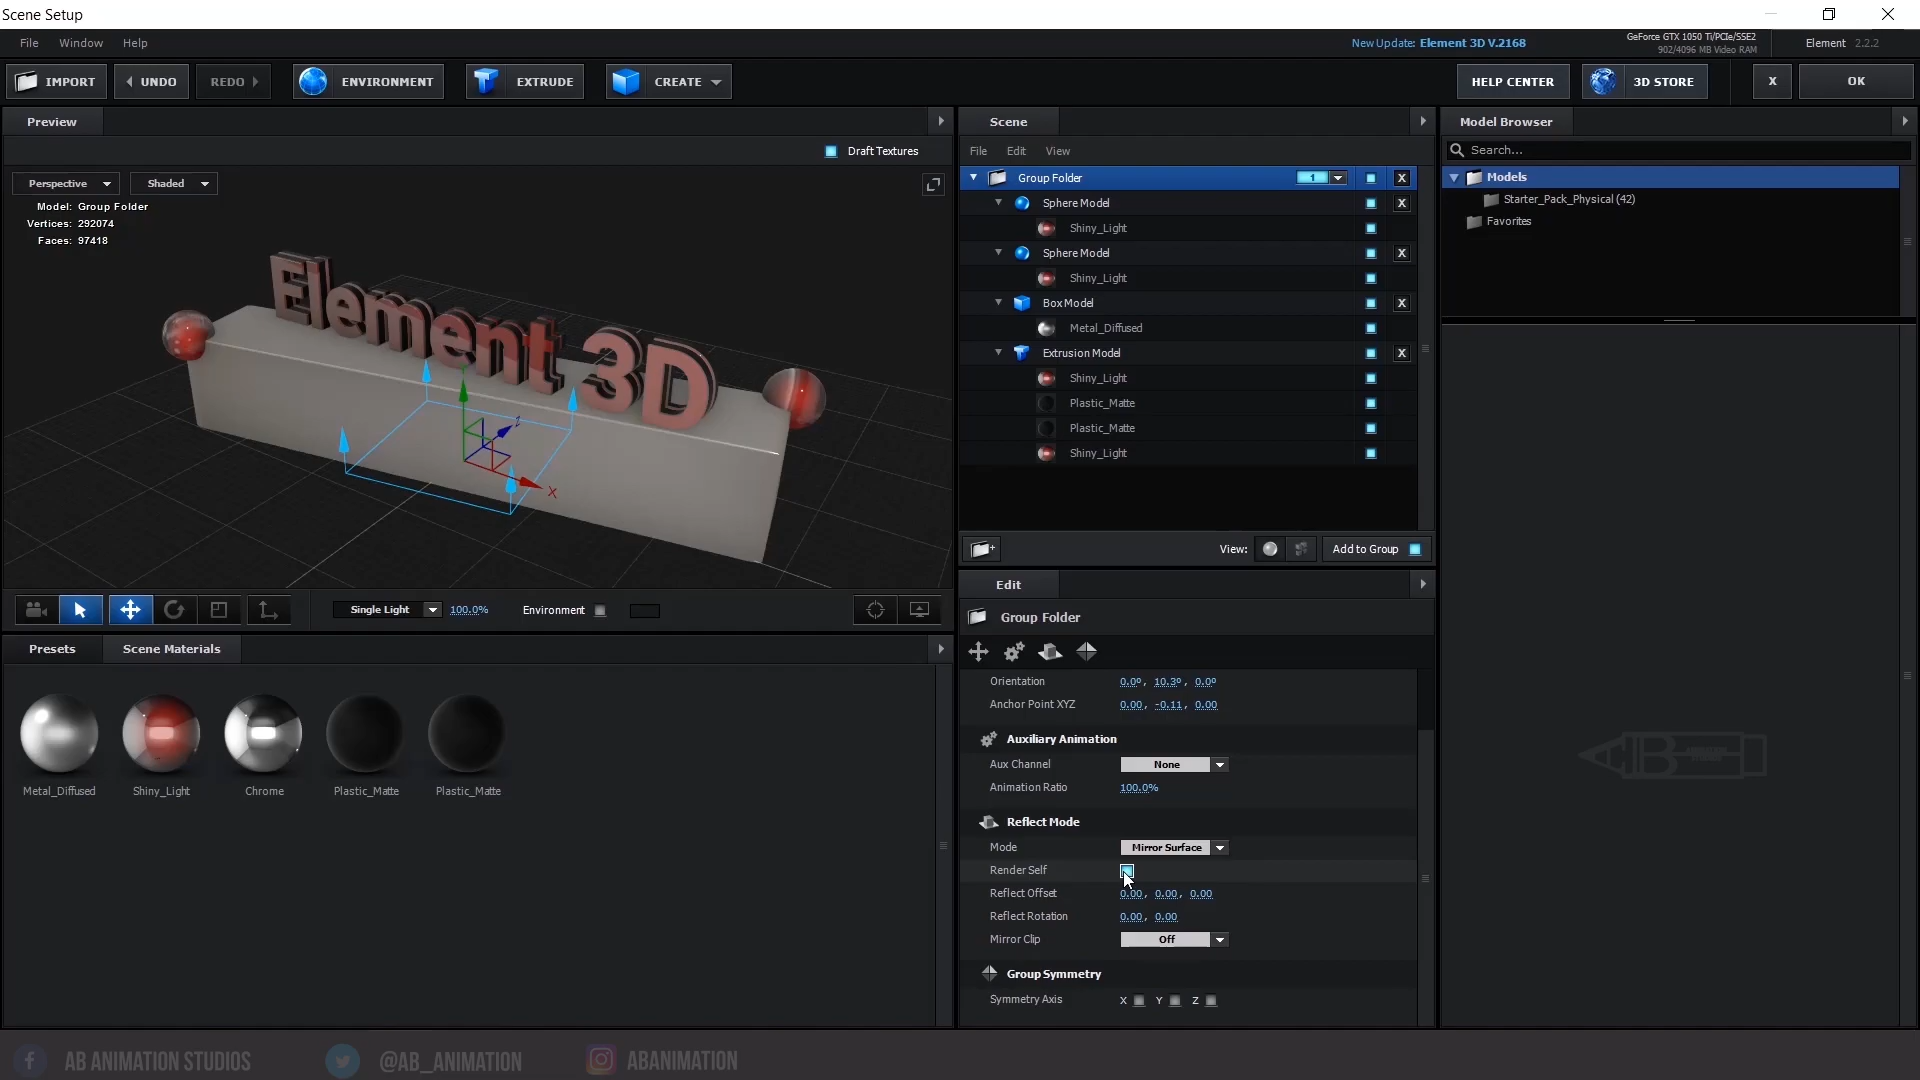 Scene Setup
File Window Help
New Update: Element 3D V.2168
GeForce GTX 1050 Ti/PCIe/SSE2
902/4096 MB Video RAM
Element 2.2.2
IMPORT
UNDO
REDO
ENVIRONMENT
EXTRUDE
CREATE
HELP CENTER
3D STORE
X
OK
Preview
Draft Textures
Perspective
Shaded
Model: Group Folder
Vertices: 292074
Faces: 97418
Element 3D
Z
X
Single Light
100.0%
Environment
Presets
Scene Materials
Metal_Diffused
Shiny_Light
Chrome
Plastic_Matte
Plastic_Matte
Scene
File Edit View
Group Folder 1 X
Sphere Model X
Shiny_Light
Sphere Model X
Shiny_Light
Box Model X
Metal_Diffused
Extrusion Model X
Shiny_Light
Plastic_Matte
Plastic_Matte
Shiny_Light
View:
Add to Group
Edit
Group Folder
Orientation 0.0º, 10.3º, 0.0º
Anchor Point XYZ 0.00, -0.11, 0.00
Auxiliary Animation
Aux Channel None
Animation Ratio 100.0%
Reflect Mode
Mode Mirror Surface
Render Self
Reflect Offset 0.00, 0.00, 0.00
Reflect Rotation 0.00, 0.00
Mirror Clip Off
Group Symmetry
Symmetry Axis X Y Z
Model Browser
Search...
Models
Starter_Pack_Physical (42)
Favorites
AB ANIMATION STUDIOS
@AB_ANIMATION
ABANIMATION